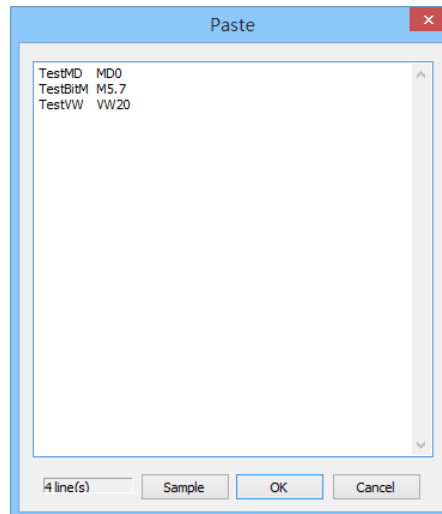 Paste
TestMD MD0
TestBitM M5.7
TestVW VW20
4 line(s)
Sample
OK
Cancel